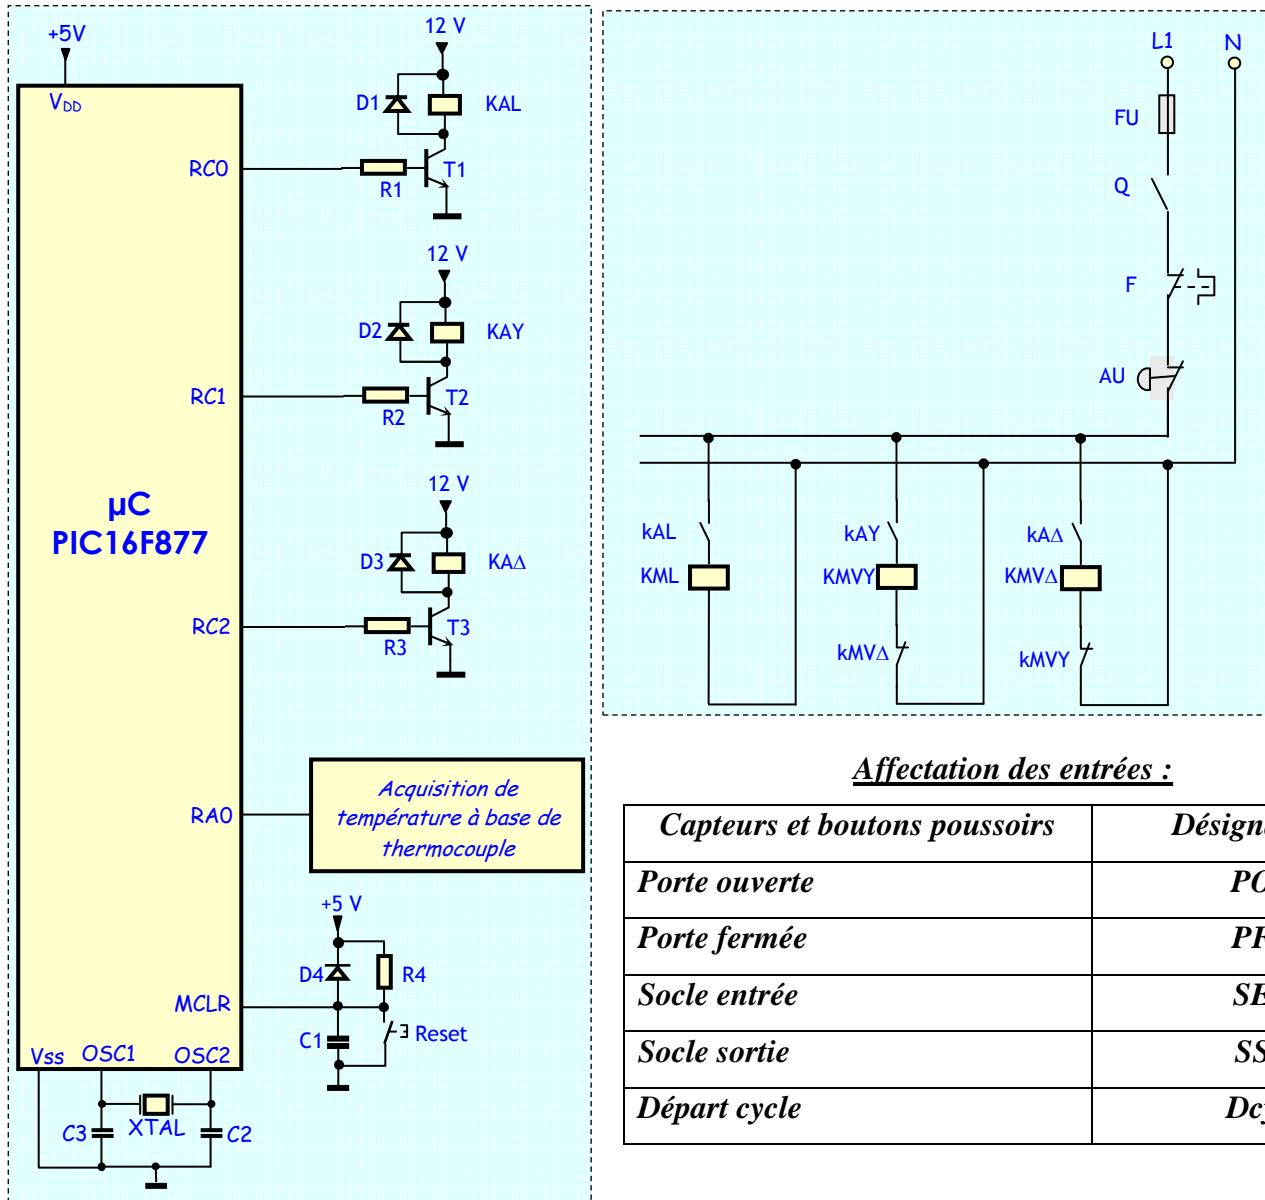 +5V
VDD
RC0
RC1
µC
PIC16F877
RC2
RA0
MCLR
Vss
OSC1
OSC2
C3
XTAL
C2
12 V
D1
KAL
T1
R1
12 V
D2
KAY
T2
R2
12 V
D3
KAΔ
T3
R3
Acquisition de
température à base de
thermocouple
+5 V
D4
R4
C1
Reset
L1
N
FU
Q
F
AU
kAL
KML
kAY
KMVY
kMVΔ
kAΔ
KMVΔ
kMVY
Affectation des entrées :
Capteurs et boutons poussoirs
Porte ouverte
Porte fermée
Socle entrée
Socle sortie
Départ cycle